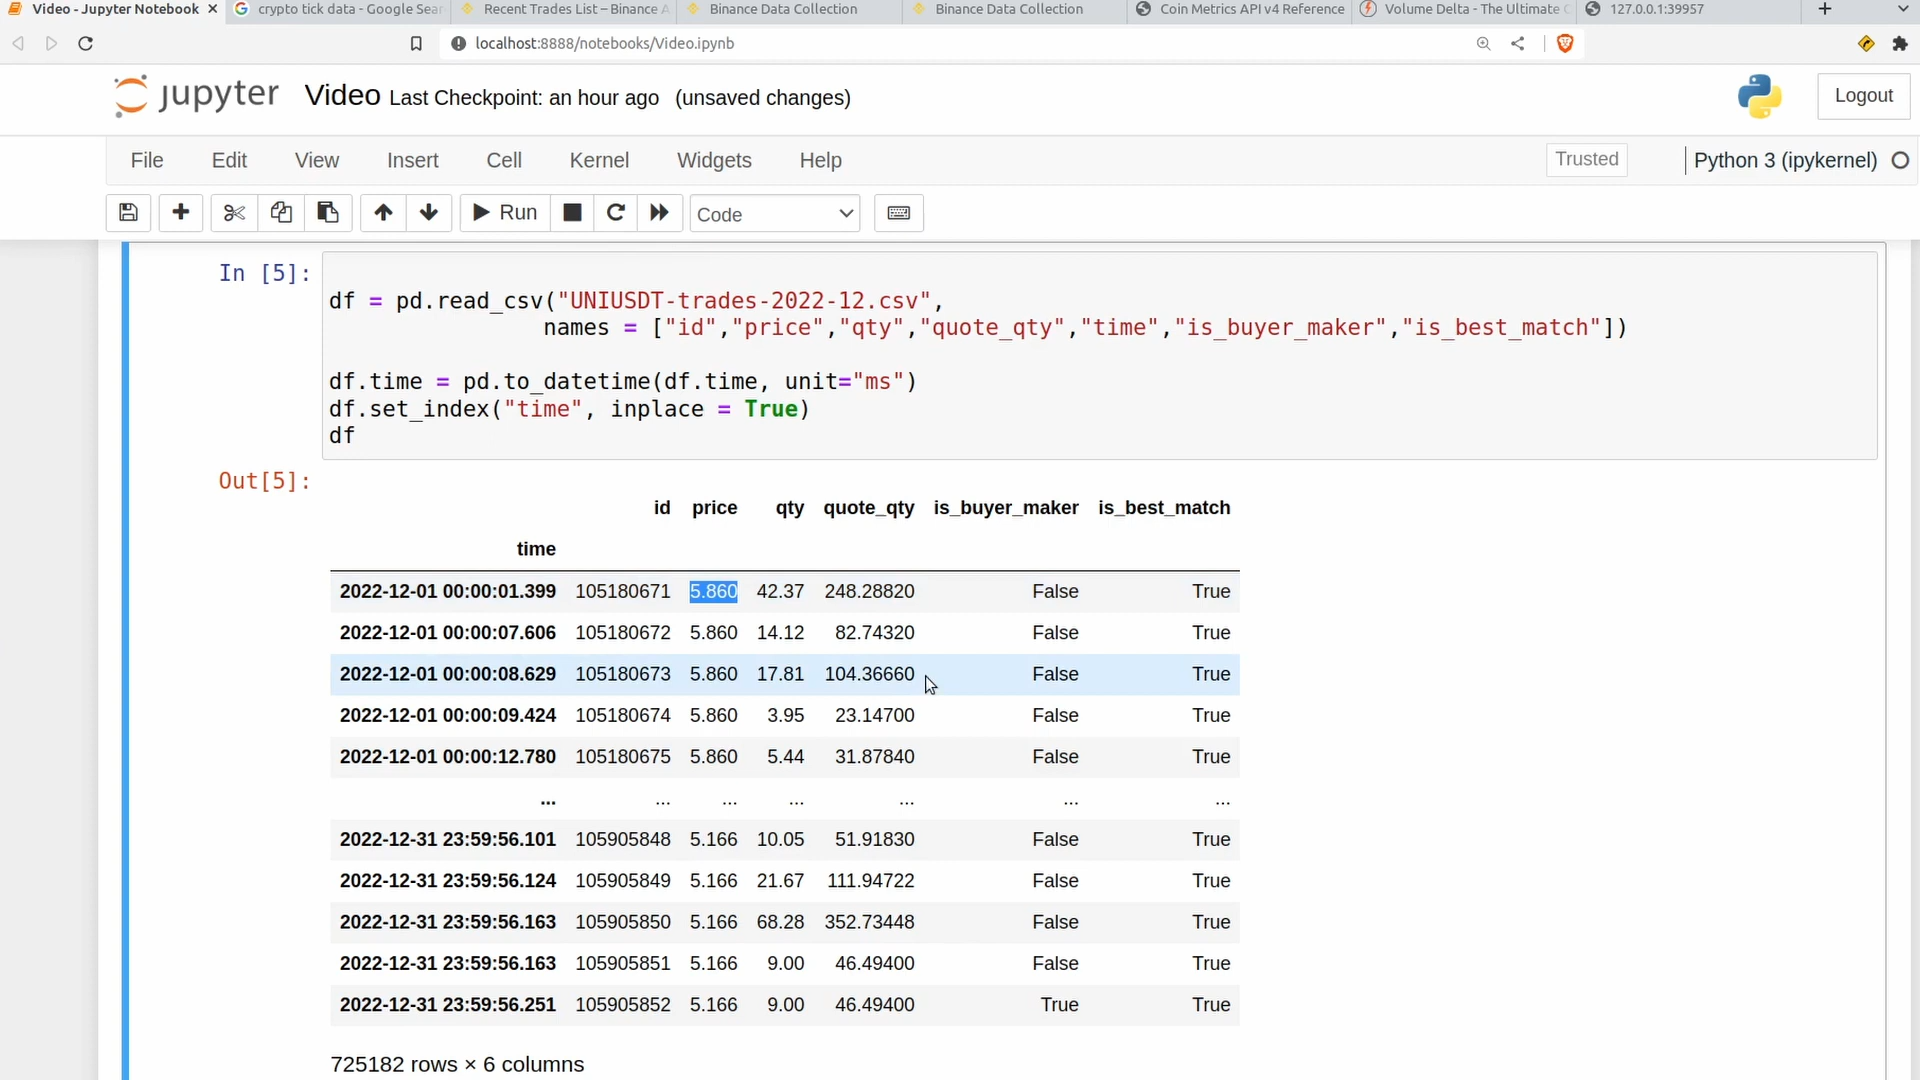 Video - Jupyter Notebook
crypto tick data - Google Sear
Recent Trades List – Binance A
Binance Data Collection
Binance Data Collection
Coin Metrics API v4 Reference
Volume Delta - The Ultimate C
127.0.0.1:39957
localhost:8888/notebooks/Video.ipynb
jupyter Video Last Checkpoint: an hour ago (unsaved changes)
Logout
File Edit View Insert Cell Kernel Widgets Help
Trusted
Python 3 (ipykernel)
Run
Code
In [5]:
df = pd.read_csv("UNIUSDT-trades-2022-12.csv",
names = ["id","price","qty","quote_qty","time","is_buyer_maker","is_best_match"])
df.time = pd.to_datetime(df.time, unit="ms")
df.set_index("time", inplace = True)
df
Out[5]:
id price qty quote_qty is_buyer_maker is_best_match
time
2022-12-01 00:00:01.399 105180671 5.860 42.37 248.28820 False True
2022-12-01 00:00:07.606 105180672 5.860 14.12 82.74320 False True
2022-12-01 00:00:08.629 105180673 5.860 17.81 104.36660 False True
2022-12-01 00:00:09.424 105180674 5.860 3.95 23.14700 False True
2022-12-01 00:00:12.780 105180675 5.860 5.44 31.87840 False True
... ... ... ... ... ... ...
2022-12-31 23:59:56.101 105905848 5.166 10.05 51.91830 False True
2022-12-31 23:59:56.124 105905849 5.166 21.67 111.94722 False True
2022-12-31 23:59:56.163 105905850 5.166 68.28 352.73448 False True
2022-12-31 23:59:56.163 105905851 5.166 9.00 46.49400 False True
2022-12-31 23:59:56.251 105905852 5.166 9.00 46.49400 True True
725182 rows × 6 columns